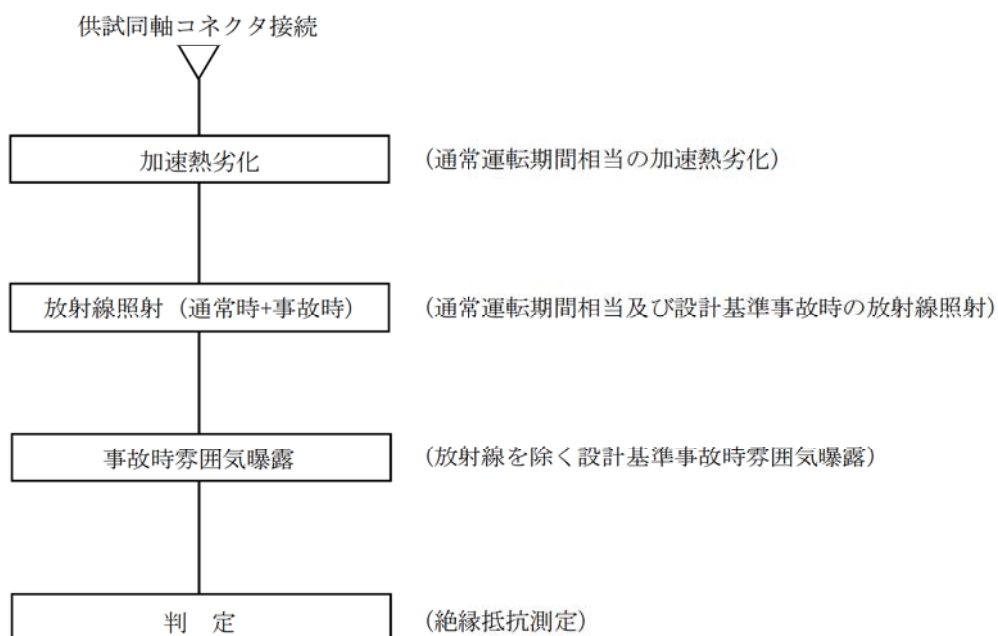 供試同軸コネクタ接続
加速熱劣化
(通常運転期間相当の加速熱劣化)
放射線照射(通常時+事故時)
(通常運転期間相当及び設計基準事故時の放射線照射)
事故時雰囲気曝露
(放射線を除く設計基準事故時雰囲気曝露)
判 定
(絶縁抵抗測定)